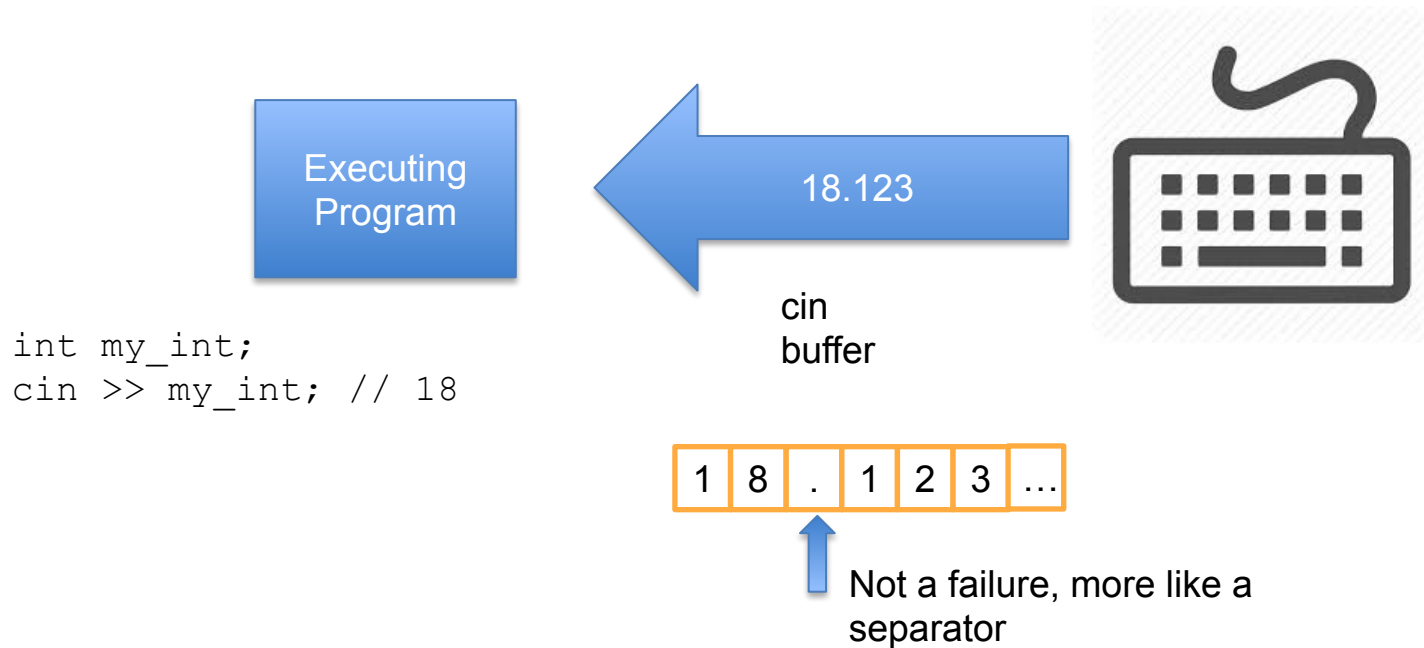 Executing
Program
18.123
cin
buffer
int my_int;
cin >> my_int; // 18
1 8 . 1 2 3 …
Not a failure, more like a
separator